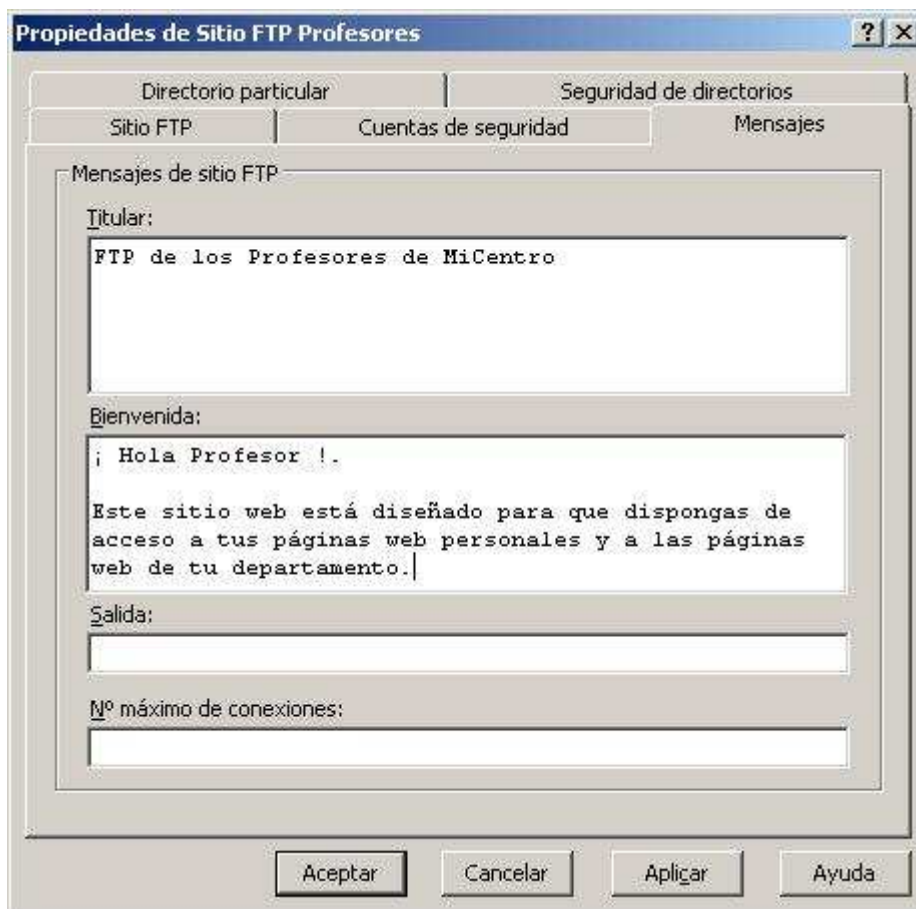 Propiedades de Sitio FTP Profesores
Directorio particular
Seguridad de directorios
Sitio FTP
Cuentas de seguridad
Mensajes
Mensajes de sitio FTP
Titular:
FTP de los Profesores de MiCentro
Bienvenida:
¡ Hola Profesor !.
Este sitio web está diseñado para que dispongas de
acceso a tus páginas web personales y a las páginas
web de tu departamento.
Salida:
Nº máximo de conexiones:
Aceptar
Cancelar
Aplicar
Ayuda